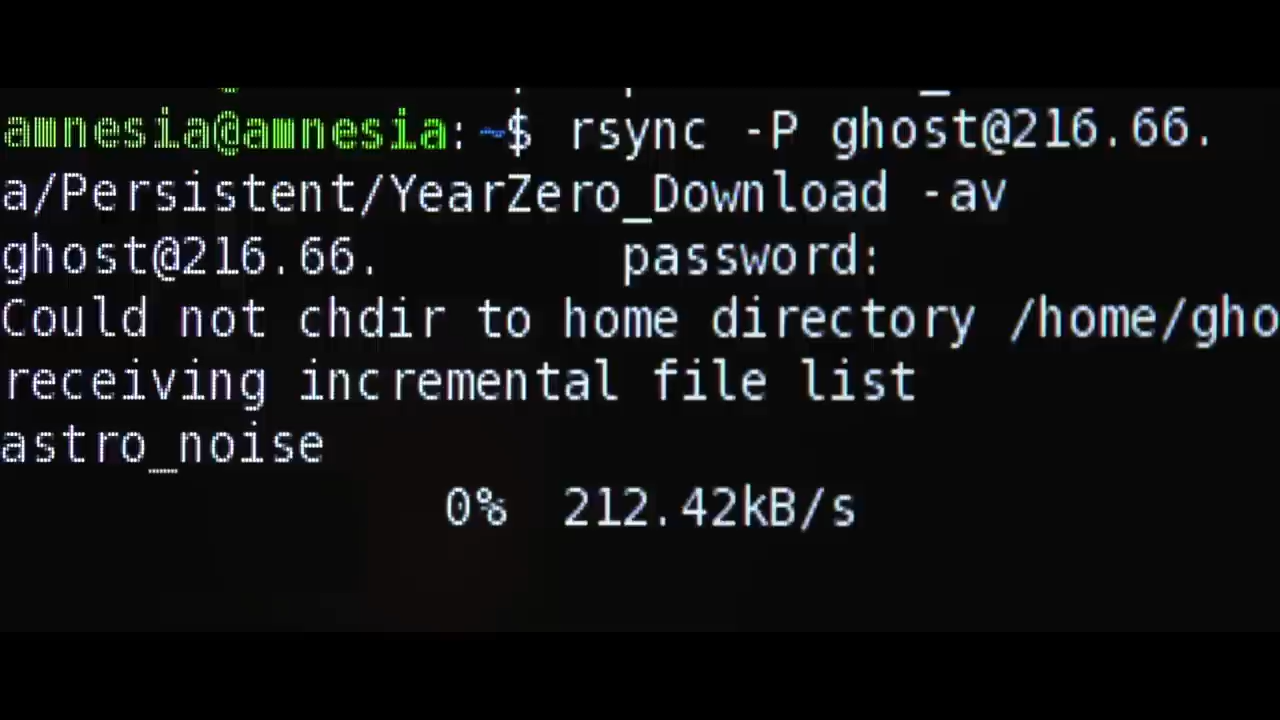 amnesia@amnesia:~$ rsync -P ghost@216.66.
a/Persistent/YearZero_Download -av
ghost@216.66. password:
Could not chdir to home directory /home/gho
receiving incremental file list
astro_noise
0% 212.42kB/s